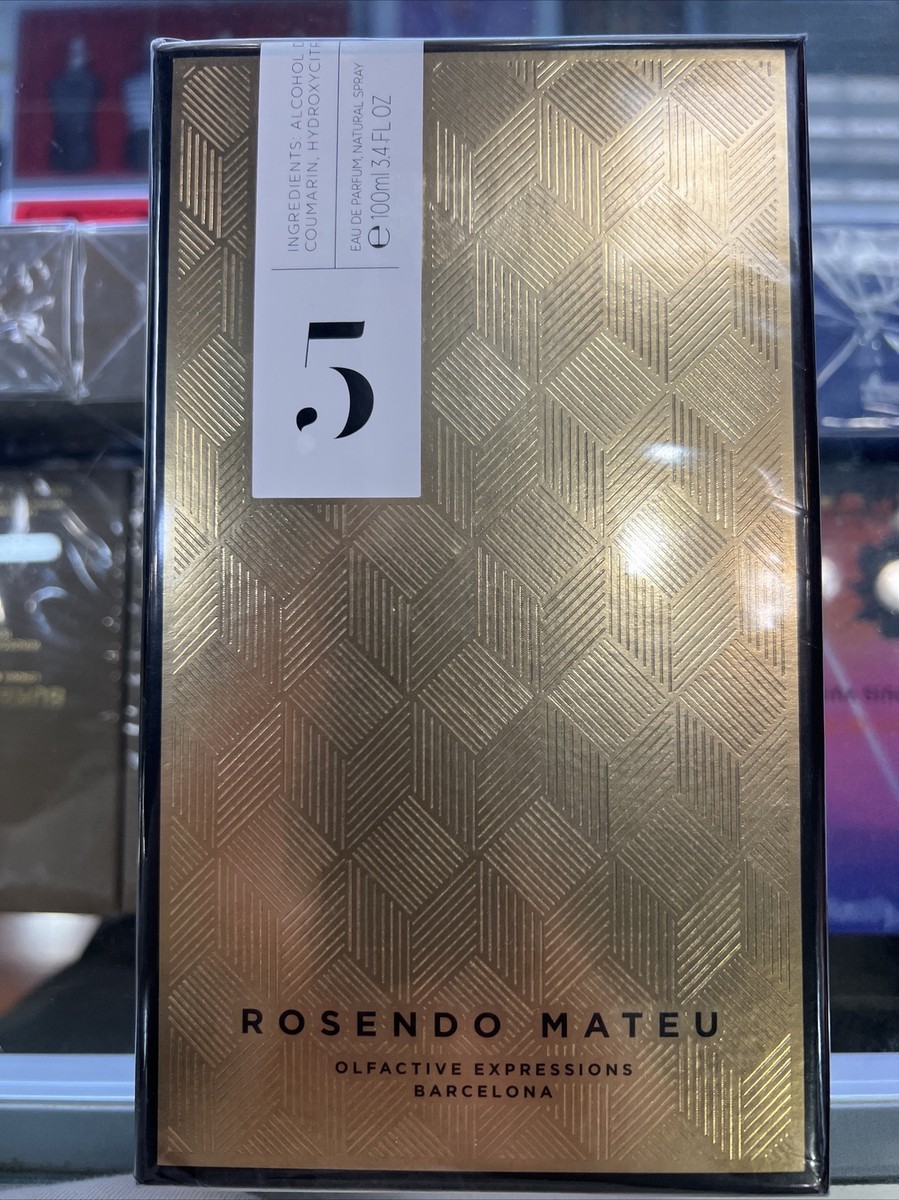 INGREDIENTS: ALCOHOL
COUMARIN, HYDROXYCITR
EAU DE PARFUM, NATURAL SPRAY
℮ 100ml 3.4 FL OZ
5
ROSENDO MATEU
OLFACTIVE EXPRESSIONS
BARCELONA